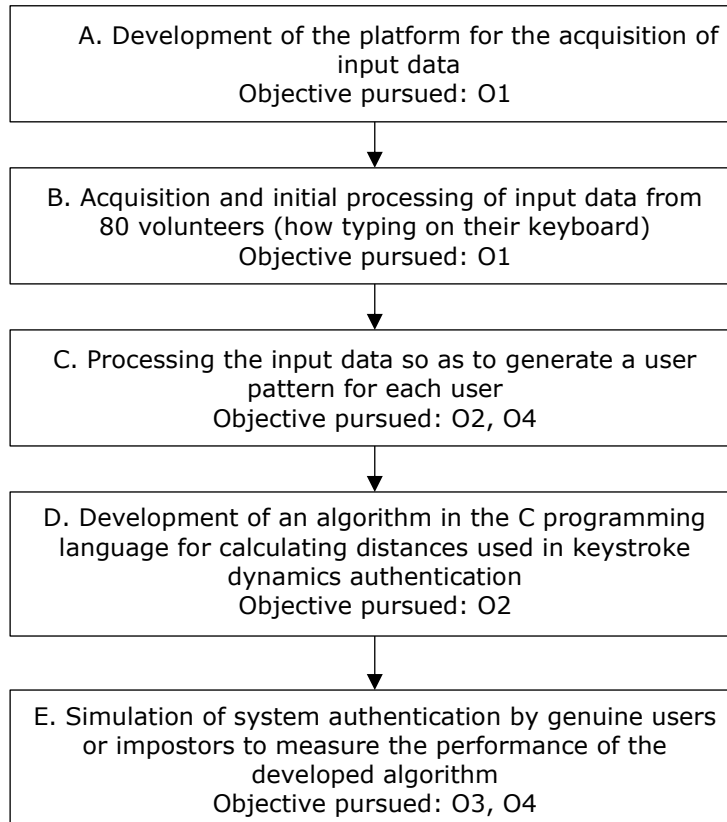 A. Development of the platform for the acquisition of
input data
Objective pursued: O1
B. Acquisition and initial processing of input data from
80 volunteers (how typing on their keyboard)
Objective pursued: O1
C. Processing the input data so as to generate a user
pattern for each user
Objective pursued: O2, O4
D. Development of an algorithm in the C programming
language for calculating distances used in keystroke
dynamics authentication
Objective pursued: O2
E. Simulation of system authentication by genuine users
or impostors to measure the performance of the
developed algorithm
Objective pursued: O3, O4